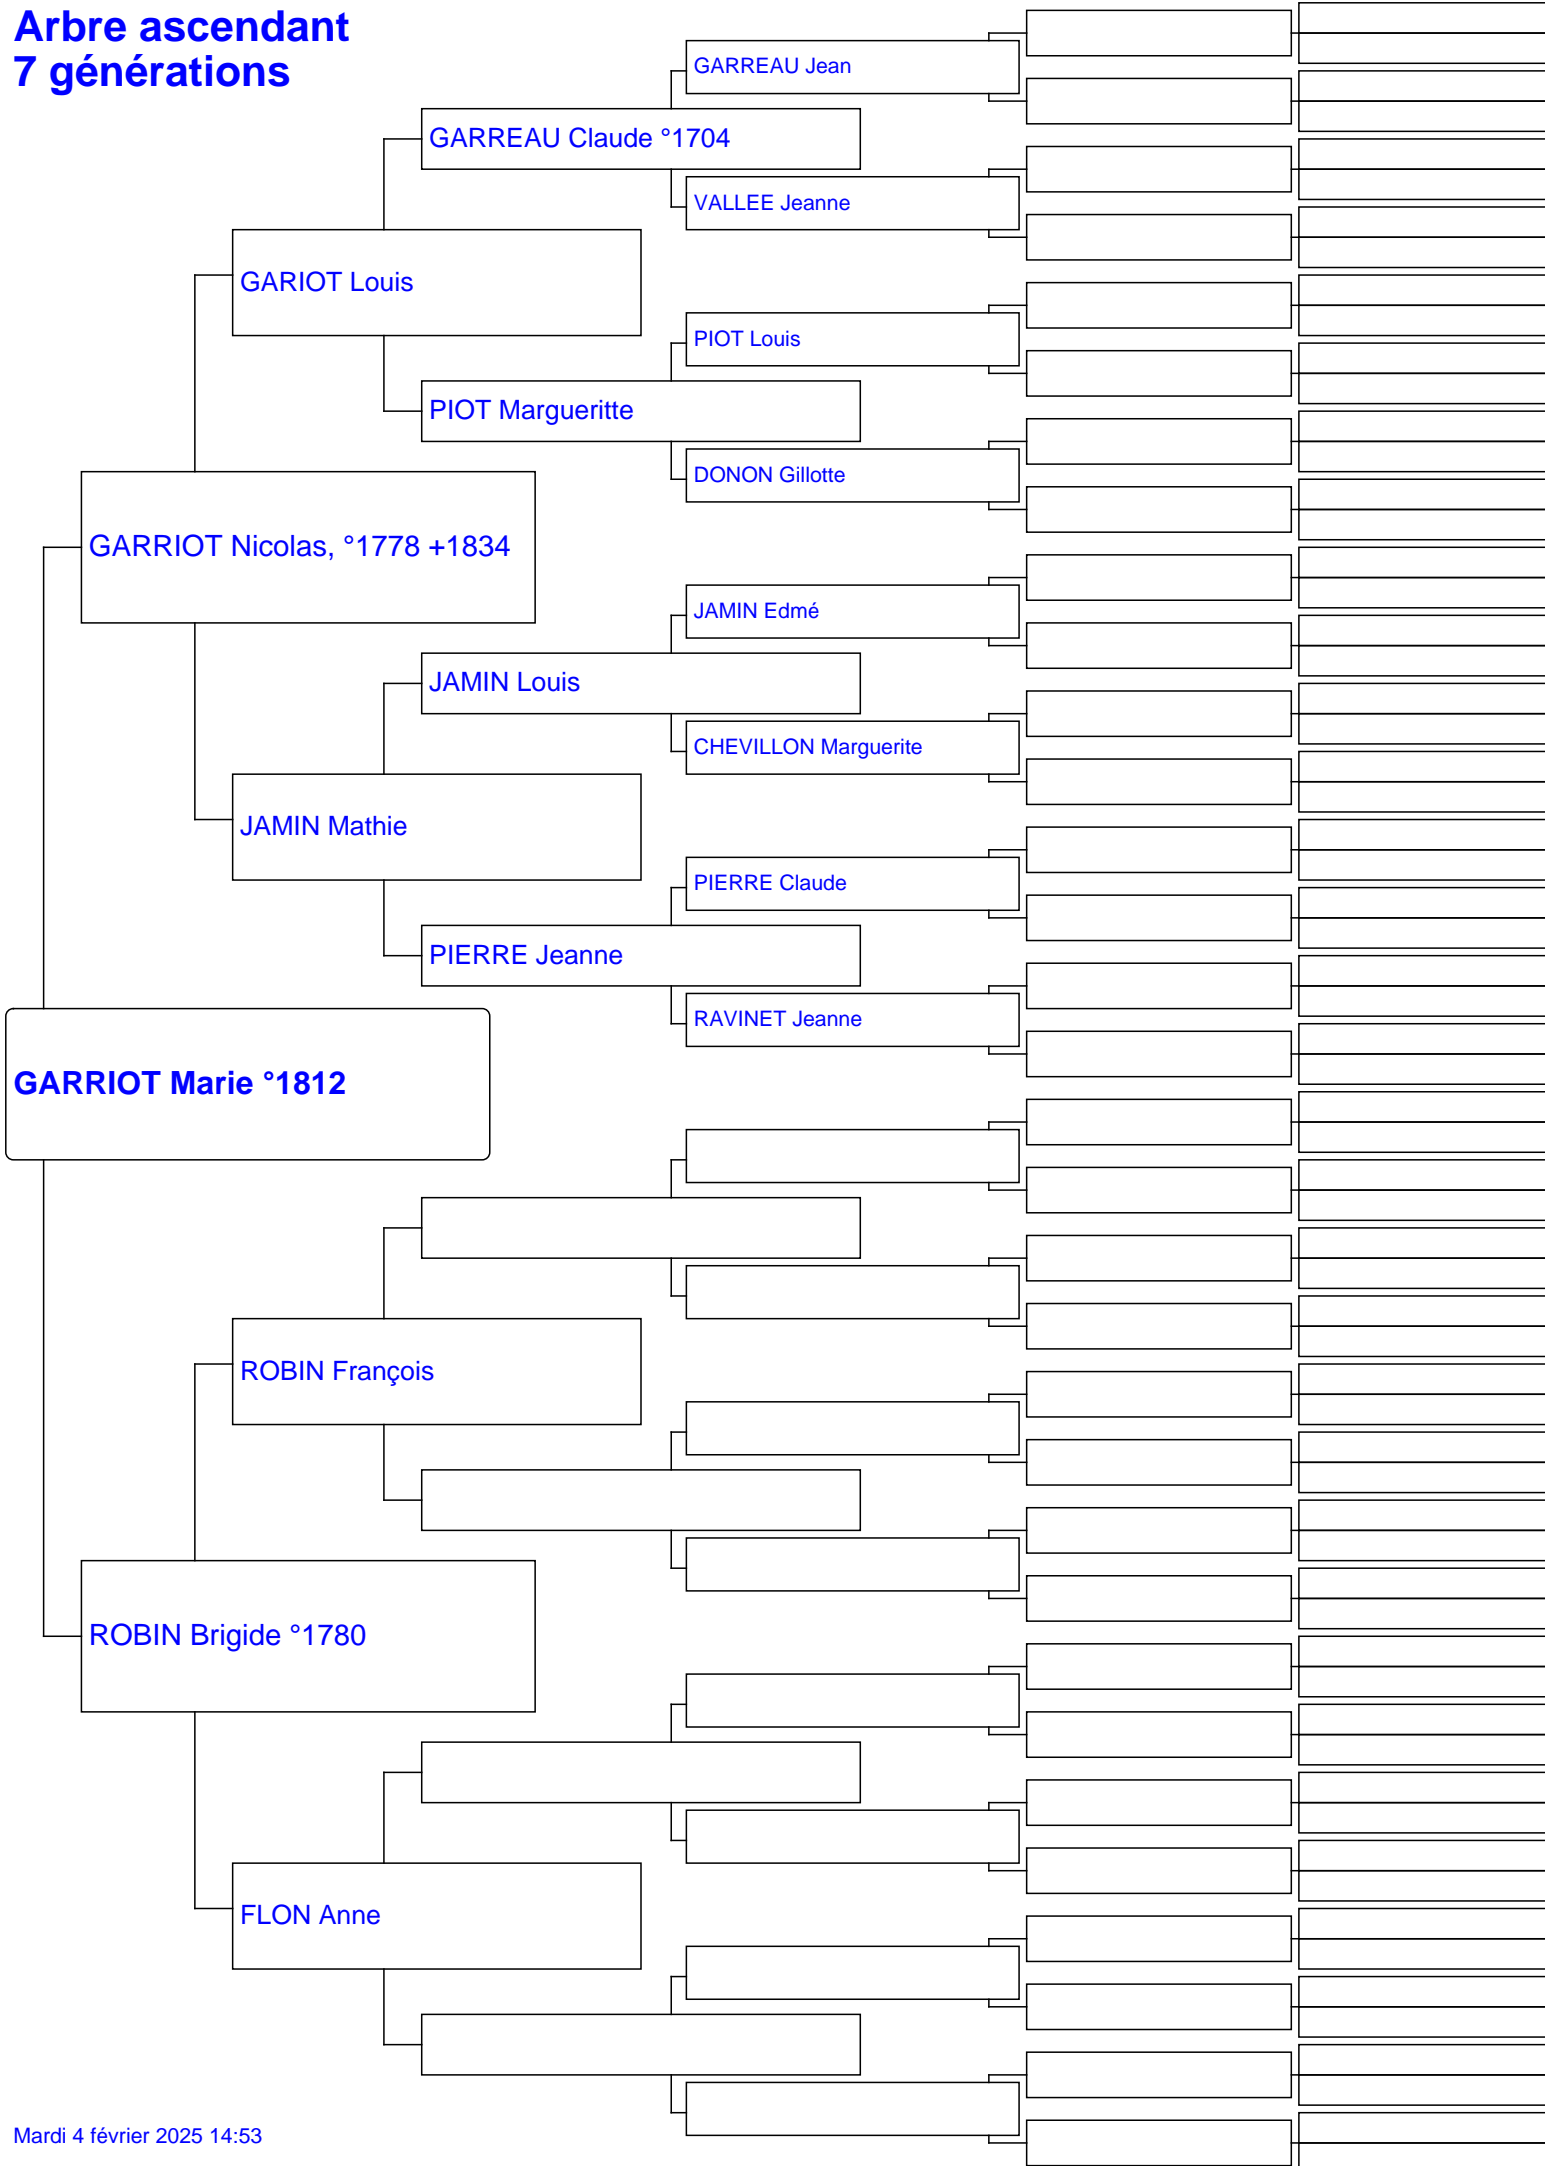 Arbre ascendant
7 générations
GARREAU Jean
GARREAU Claude °1704
VALLEE Jeanne
GARIOT Louis
PIOT Louis
PIOT Margueritte
DONON Gillotte
GARRIOT Nicolas, °1778 +1834
JAMIN Edmé
JAMIN Louis
CHEVILLON Marguerite
JAMIN Mathie
PIERRE Claude
PIERRE Jeanne
RAVINET Jeanne
GARRIOT Marie °1812
ROBIN François
ROBIN Brigide °1780
FLON Anne
Mardi 4 février 2025 14:53